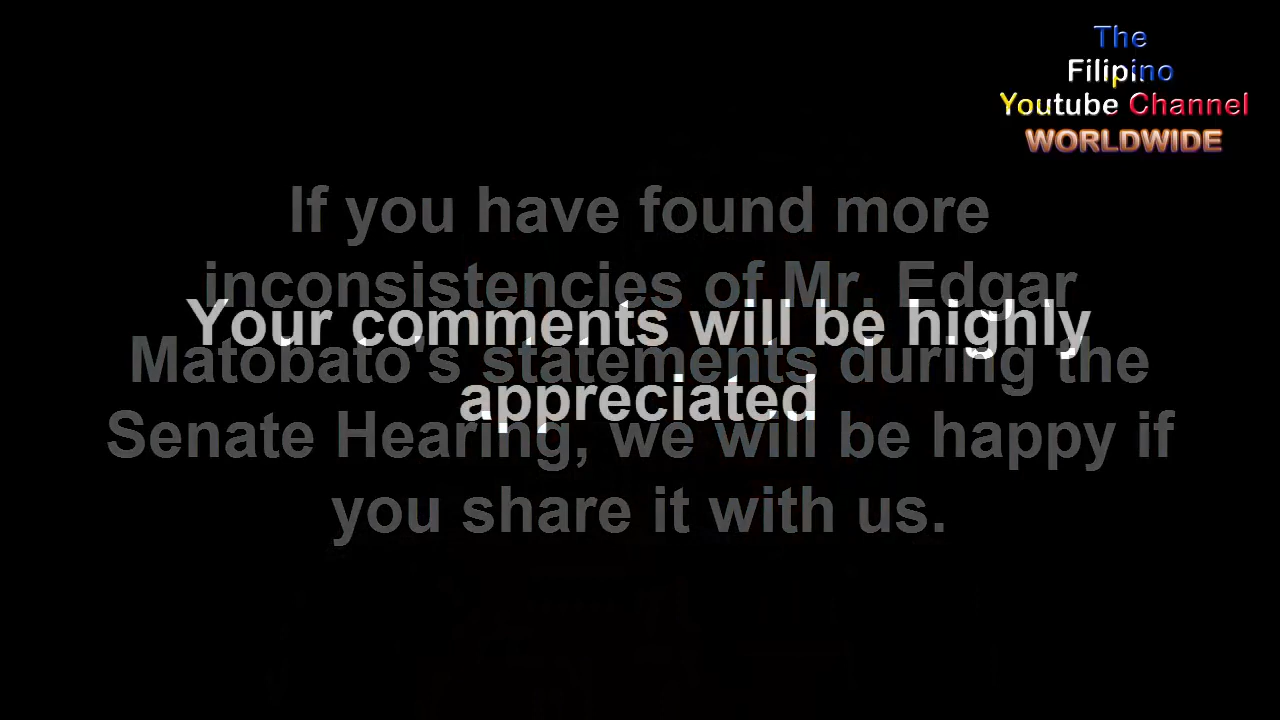 The
Filipino
Youtube Channel
WORLDWIDE
If you have found more
inconsistencies of Mr. Edgar
Matobato's statements during the
Senate Hearing, we will be happy if
you share it with us.
Your comments will be highly
appreciated